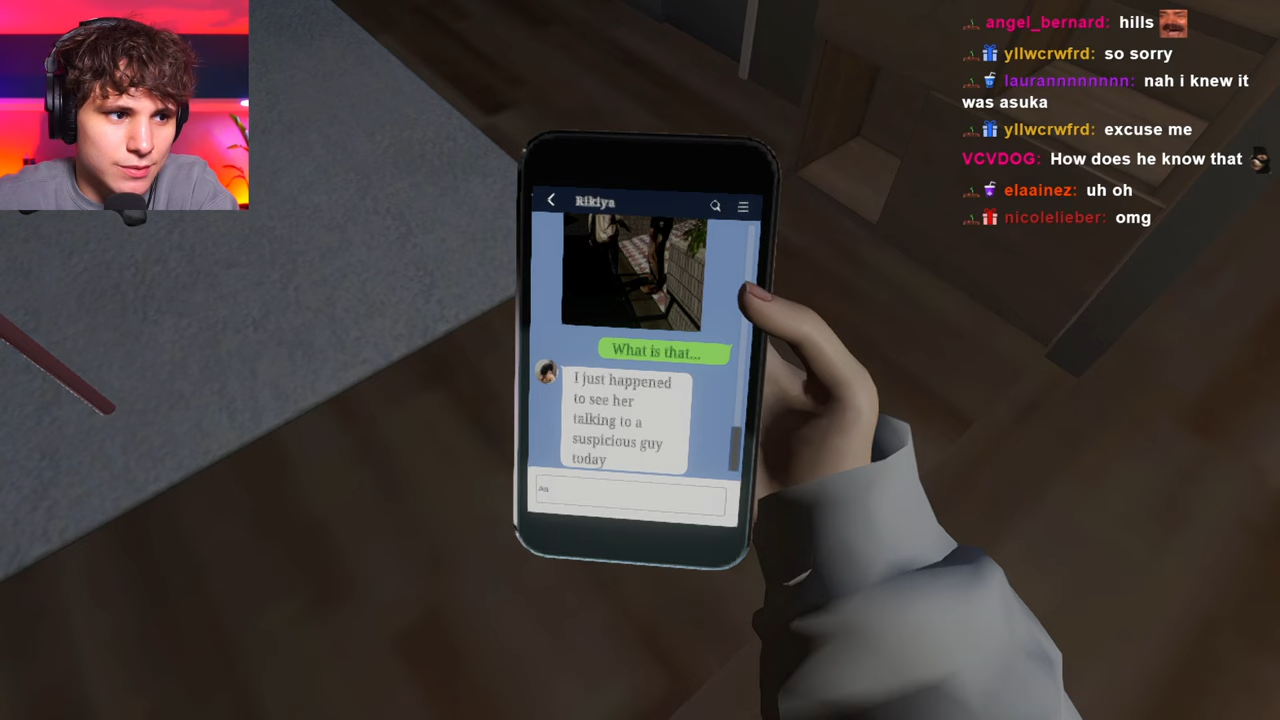 angel_bernard: hills
yllwcrwfrd: so sorry
laurannnnnnnn: nah i knew it
was asuka
yllwcrwfrd: excuse me
VCVDOG: How does he know that
elaainez: uh oh
nicolelieber: omg
Rikiya
What is that...
I just happened
to see her
talking to a
suspicious guy
today
Aa